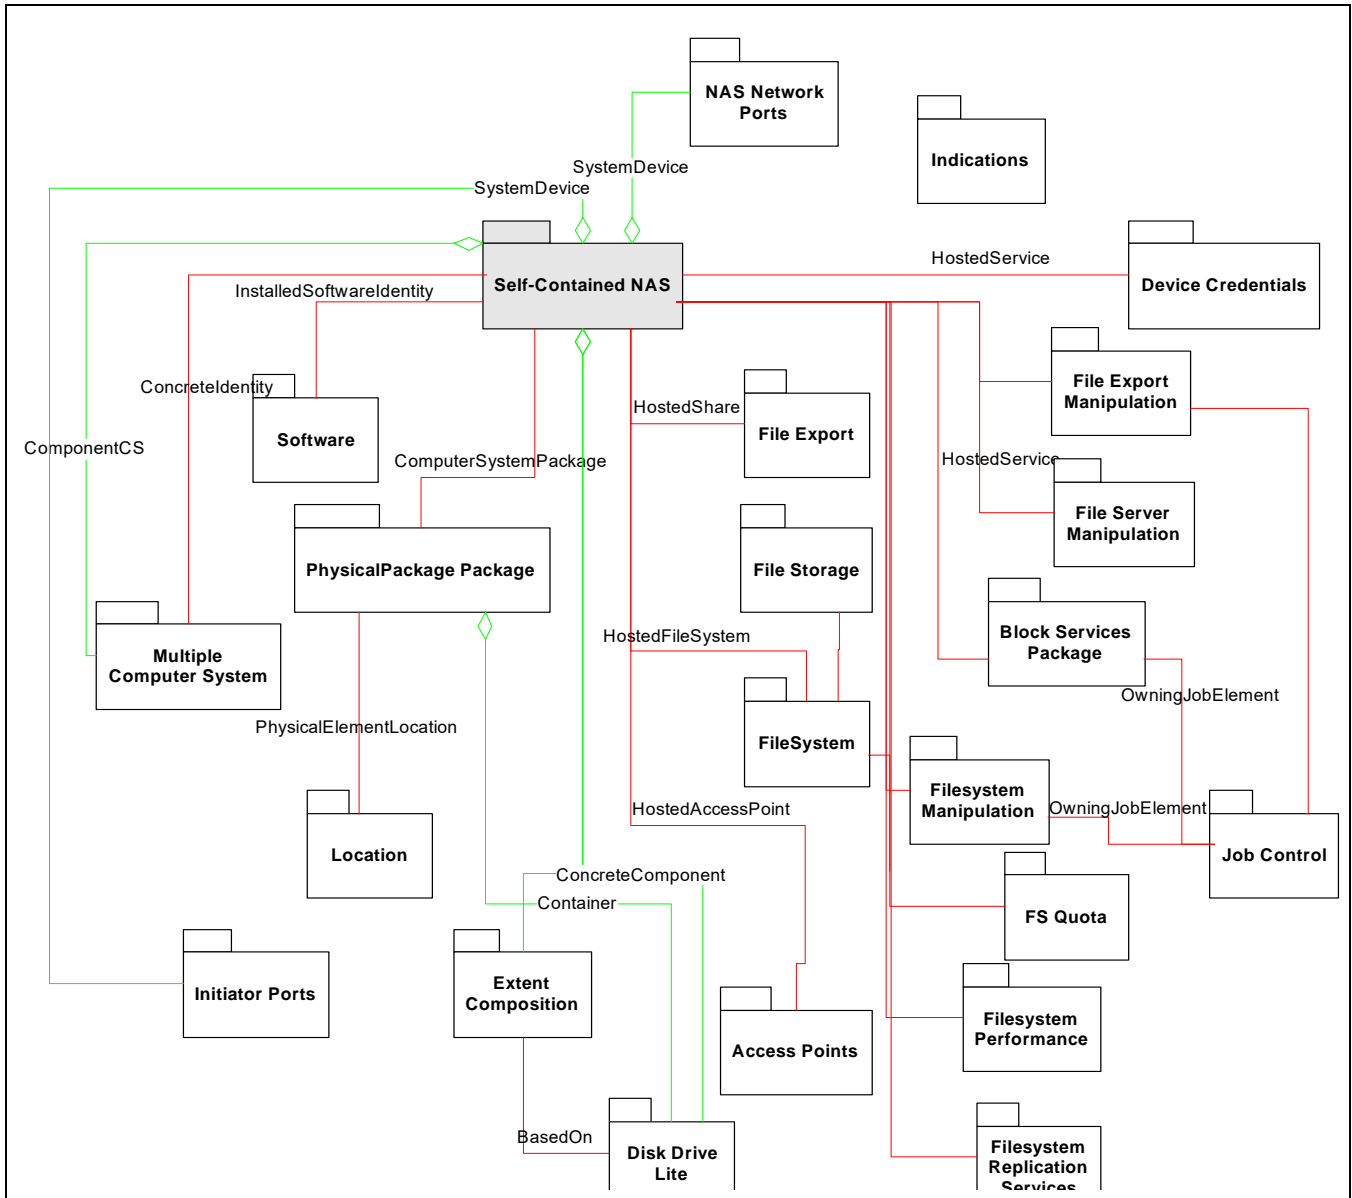 NAS Network
Ports
Indications
SystemDevice
SystemDevice
HostedService
Self-Contained NAS
Device Credentials
InstalledSoftwareIdentity
ConcreteIdentity
File Export
Manipulation
HostedShare
Software
File Export
ComponentCS
ComputerSystemPackage
HostedService
File Server
Manipulation
PhysicalPackage Package
File Storage
HostedFileSystem
Block Services
Package
Multiple
Computer System
OwningJobElement
PhysicalElementLocation
FileSystem
Filesystem
Manipulation
HostedAccessPoint
OwningJobElement
Location
Job Control
ConcreteComponent
Container
FS Quota
Initiator Ports
Extent
Composition
Filesystem
Performance
Access Points
BasedOn
Disk Drive
Lite
Filesystem
Replication
Services